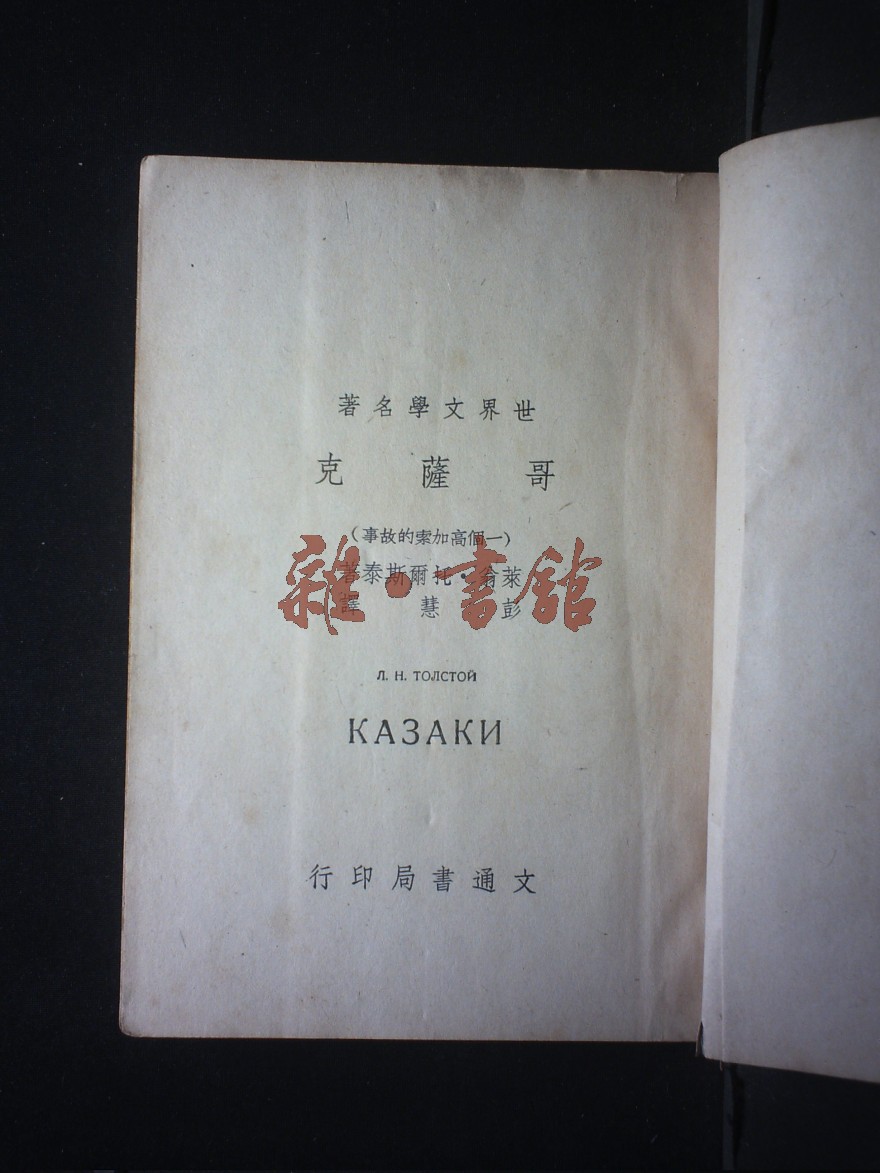 世界文學名著
哥薩克
(一個高加索的故事)
萊翁·托爾斯泰著
彭慧譯
雜·書館
Л. Н. ТОЛСТОЙ
КАЗАКИ
文通書局印行